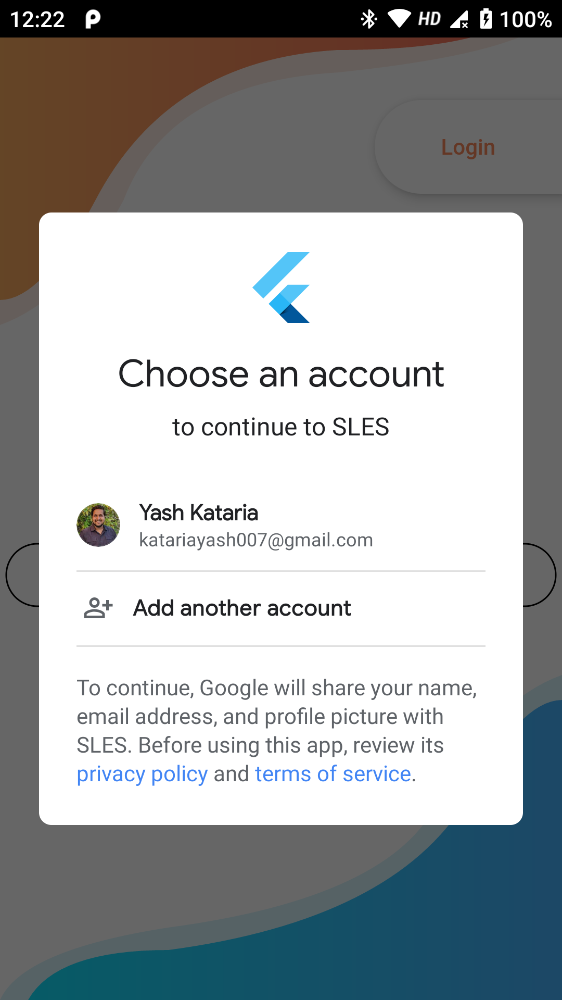 12:22 HD 100%
Login
Choose an account
to continue to SLES
Yash Kataria
katariayash007@gmail.com
Add another account
To continue, Google will share your name,
email address, and profile picture with
SLES. Before using this app, review its
privacy policy and terms of service.